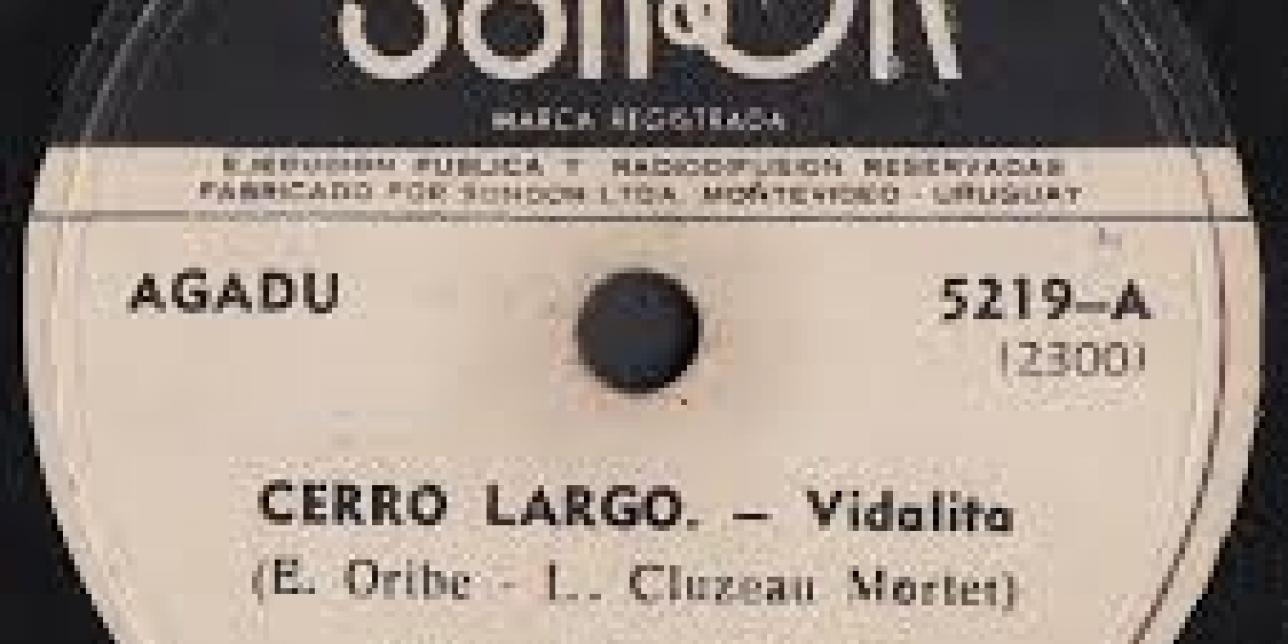 SONDOR
MARCA REGISTRADA
EJECUCION PUBLICA Y RADIODIFUSION RESERVADAS
FABRICADO POR SONDOR LTDA. MONTEVIDEO - URUGUAY
AGADU
5219-A
(2300)
CERRO LARGO. - Vidalita
(E. Oribe - L. Cluzeau Mortet)